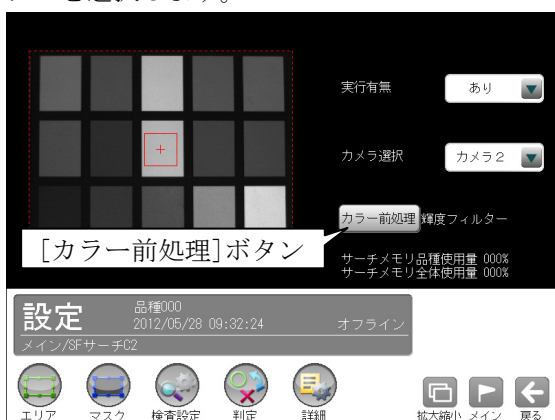 実行有無
あり
カメラ選択
カメラ2
カラー前処理 輝度フィルター
[カラー前処理]ボタン
サーチメモリ品種使用量 000%
サーチメモリ全体使用量 000%
設定
品種000
2012/05/28 09:32:24
オフライン
メイン/SFサーチC2
エリア マスク 検査設定 判定 詳細 拡大縮小 メイン 戻る